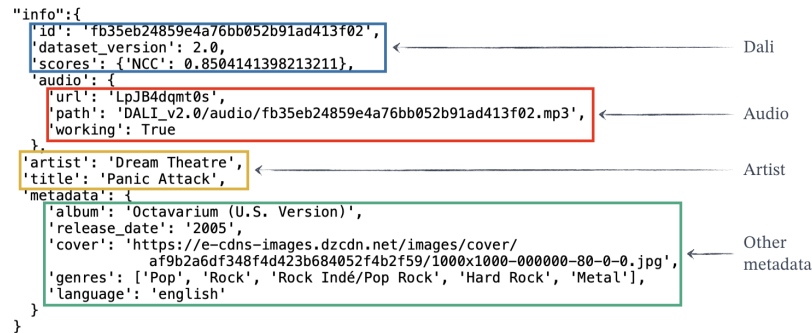 "info":{
'id': 'fb35eb24859e4a76bb052b91ad413f02',
'dataset_version': 2.0,
'scores': {'NCC': 0.8504141398213211},
Dali
'audio': {
'url': 'LpJB4dqmt0s',
'path': 'DALI_v2.0/audio/fb35eb24859e4a76bb052b91ad413f02.mp3',
'working': True
Audio
},
'artist': 'Dream Theatre',
'title': 'Panic Attack',
Artist
'metadata': {
'album': 'Octavarium (U.S. Version)',
'release_date': '2005',
'cover': 'https://e-cdns-images.dzcdn.net/images/cover/
af9b2a6df348f4d423b684052f4b2f59/1000x1000-000000-80-0-0.jpg',
'genres': ['Pop', 'Rock', 'Rock Indé/Pop Rock', 'Hard Rock', 'Metal'],
'language': 'english'
Other
metadata
}
}